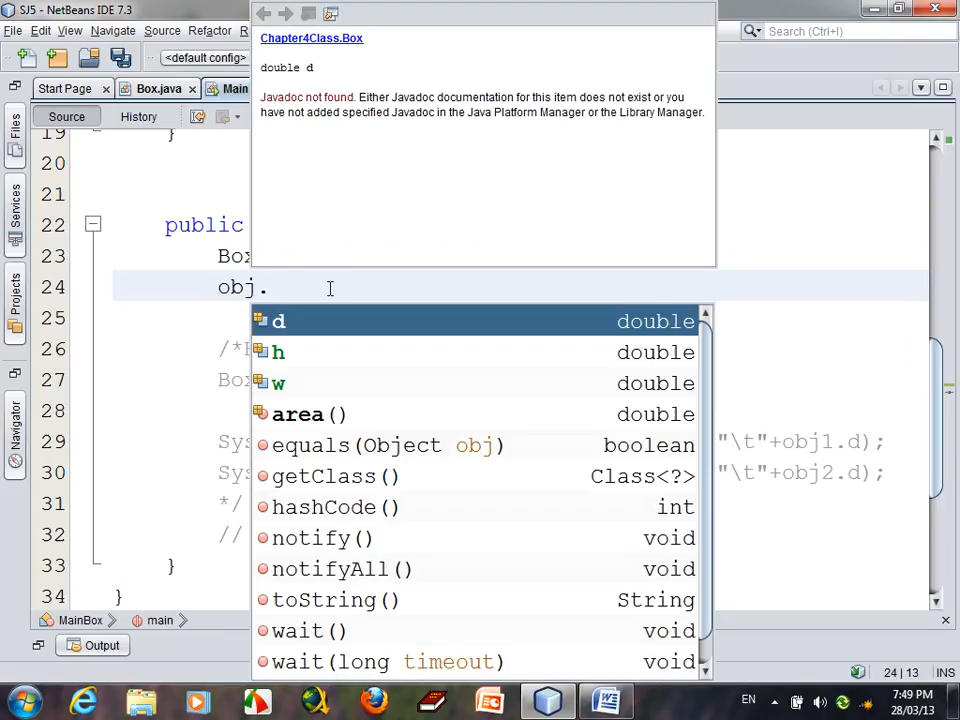 SJ5 - NetBeans IDE 7.3
File Edit View Navigate Source Refactor R
Search (Ctrl+I)
<default config>
Start Page Box.java Main
Source History
Chapter4Class.Box
double d
Javadoc not found. Either Javadoc documentation for this item does not exist or you
have not added specified Javadoc in the Java Platform Manager or the Library Manager.
Files
Services
Projects
Navigator
19 }
20
21
22 public
23 Box
24 obj.
25
26 /*
27 Box
28
29 Sys "\t"+obj1.d);
30 Sys "\t"+obj2.d);
31 */
32 //
33 }
34 }
d double
h double
w double
area() double
equals(Object obj) boolean
getClass() Class<?>
hashCode() int
notify() void
notifyAll() void
toString() String
wait() void
wait(long timeout) void
MainBox main
Output
24 | 13 INS
EN
7:49 PM
28/03/13